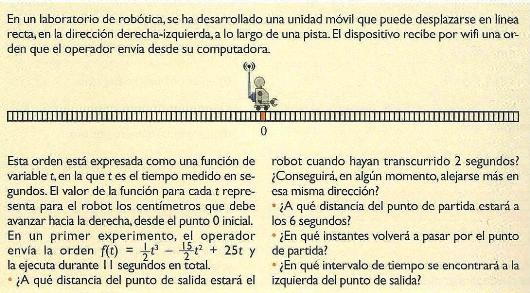 En un laboratorio de robótica, se ha desarrollado una unidad móvil que puede desplazarse en línea
recta, en la dirección derecha-izquierda, a lo largo de una pista. El dispositivo recibe por wifi una or-
den que el operador envía desde su computadora.
0
Esta orden está expresada como una función de
variable t, en la que t es el tiempo medido en se-
gundos. El valor de la función para cada t repre-
senta para el robot los centímetros que debe
avanzar hacia la derecha, desde el punto 0 inicial.
En un primer experimento, el operador
envía la orden f(t) = 1/2 t³ − 15/2 t² + 25t y
la ejecuta durante 11 segundos en total.
• ¿A qué distancia del punto de salida estará el
robot cuando hayan transcurrido 2 segundos?
¿Conseguirá, en algún momento, alejarse más en
esa misma dirección?
• ¿A qué distancia del punto de partida estará a
los 6 segundos?
• ¿En qué instantes volverá a pasar por el punto
de partida?
• ¿En qué intervalo de tiempo se encontrará a la
izquierda del punto de salida?